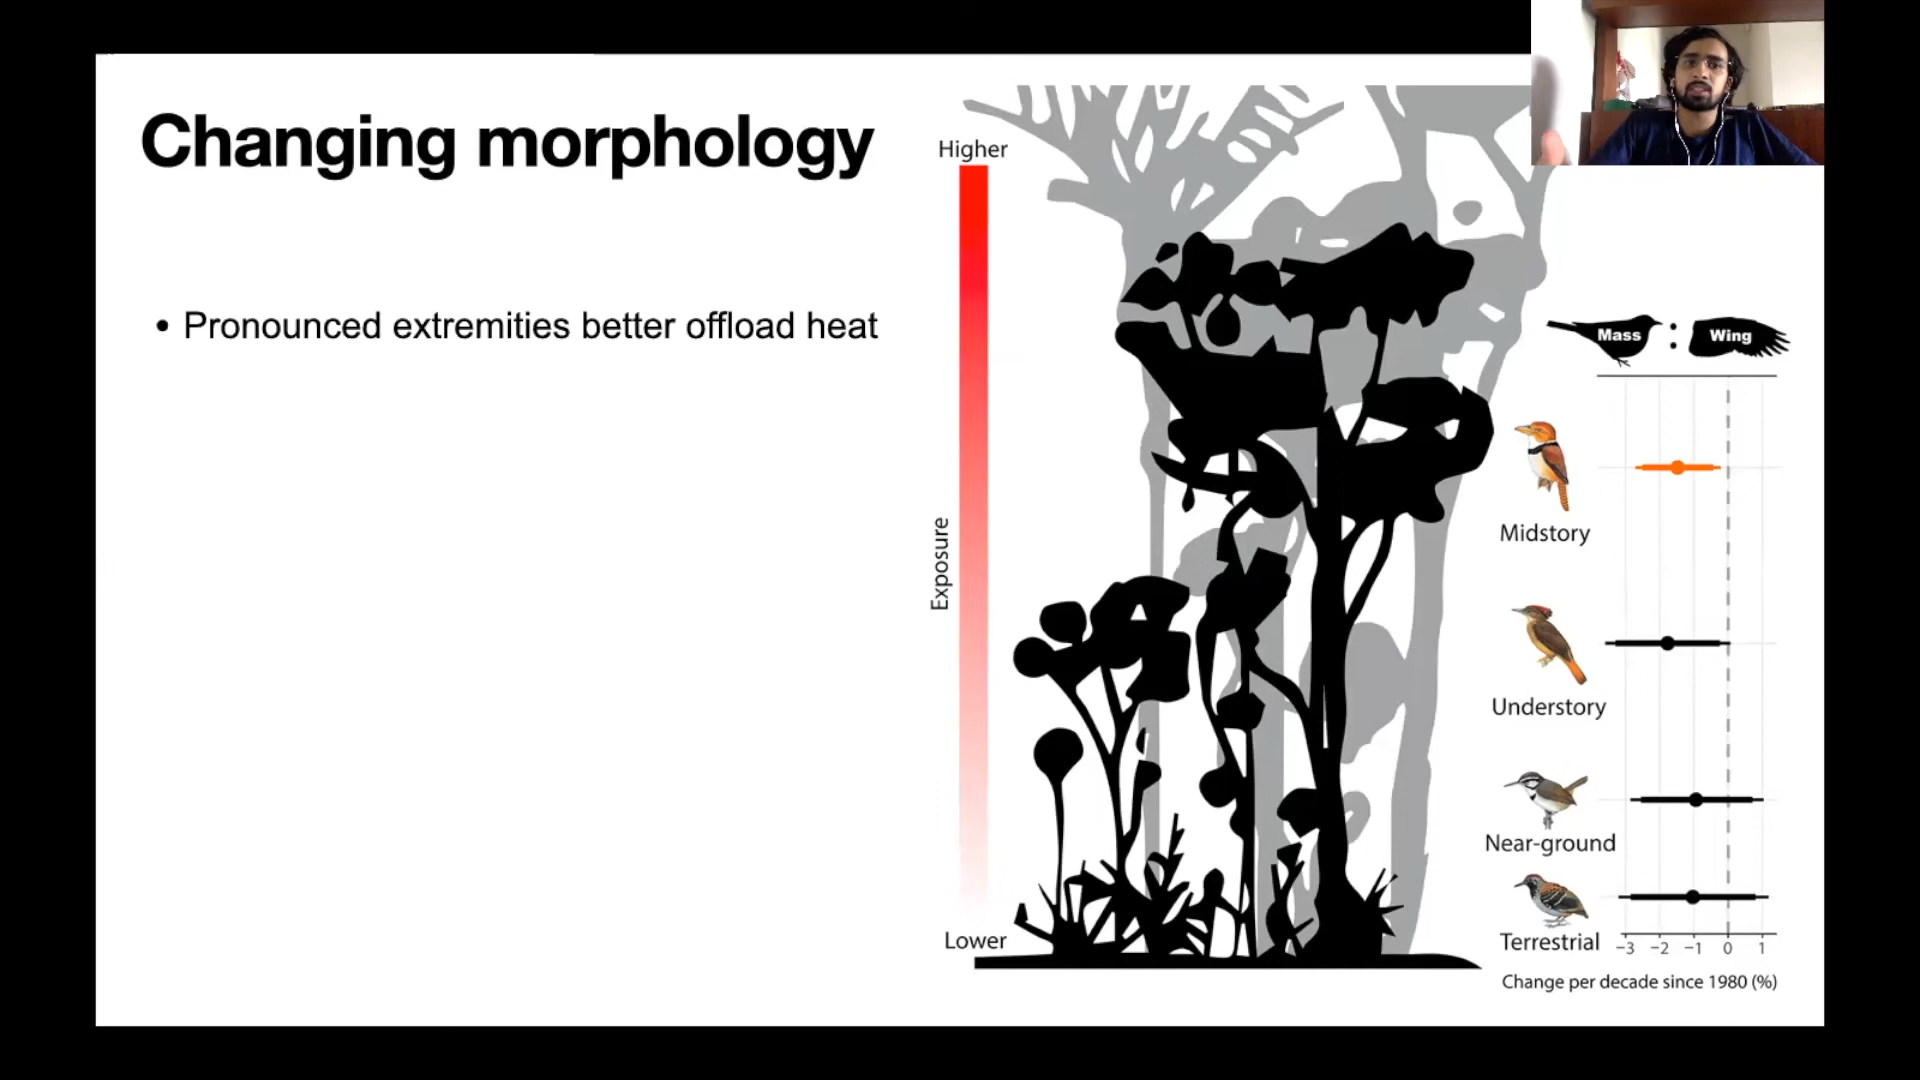 Changing morphology
• Pronounced extremities better offload heat
Higher
Exposure
Lower
Mass : Wing
Midstory
Understory
Near-ground
Terrestrial
−3 −2 −1 0 1
Change per decade since 1980 (%)